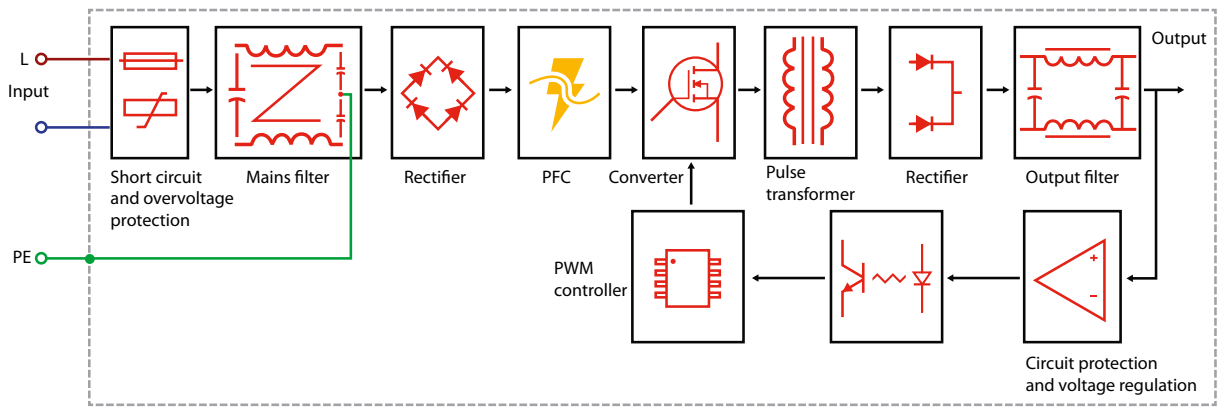 L
Input
PE
Short circuit
and overvoltage
protection
Mains filter
Rectifier
PFC
Converter
Pulse
transformer
Rectifier
Output filter
Output
PWM
controller
+
−
Circuit protection
and voltage regulation